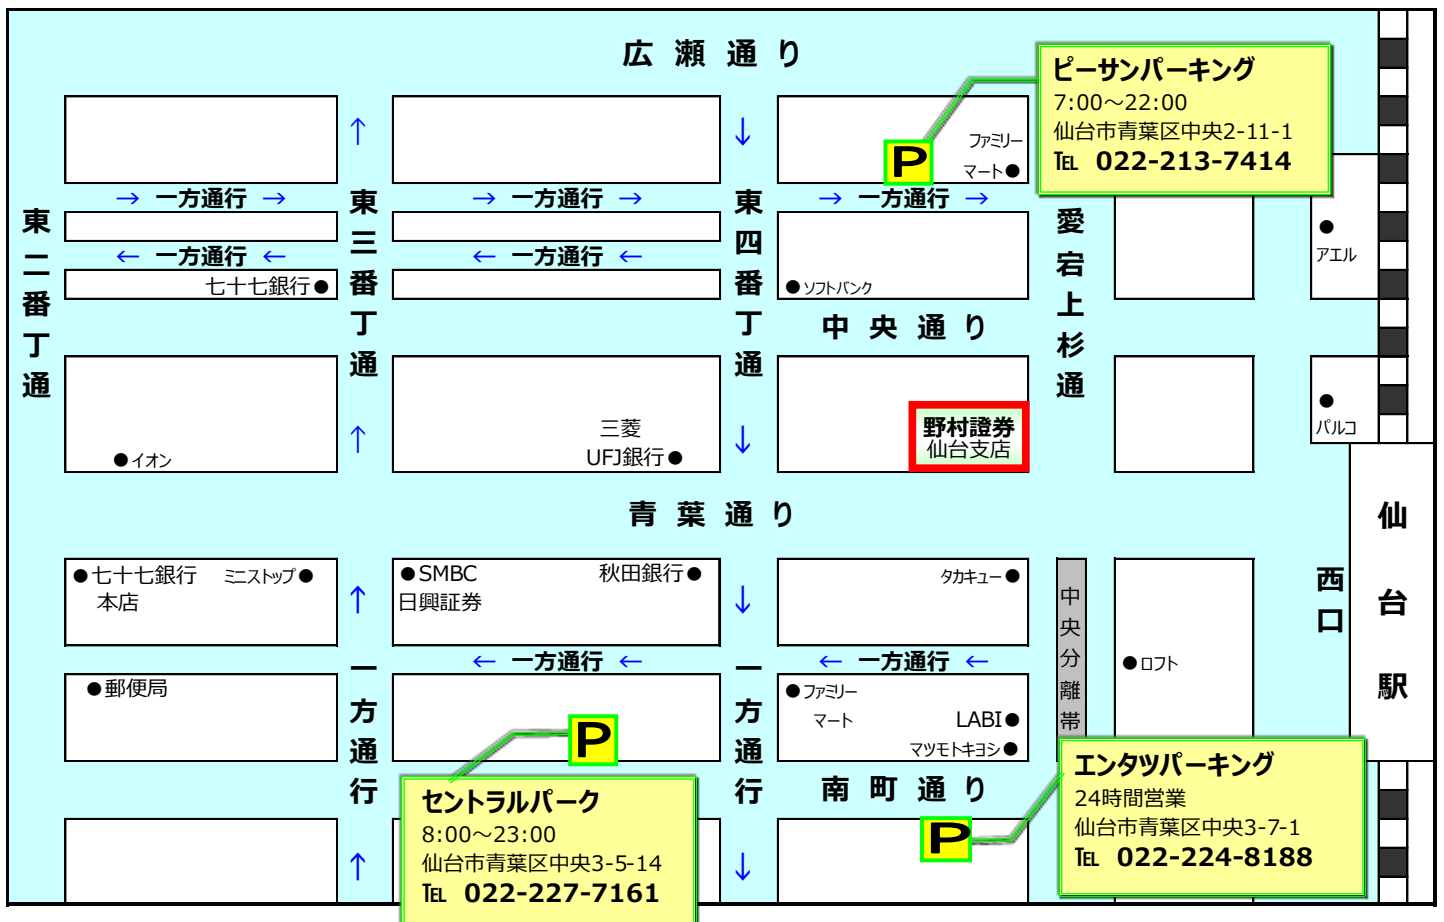 広瀬通り
ピーサンパーキング
7:00～22:00
仙台市青葉区中央2-11-1
℡ 022-213-7414
↑
↓
P
ファミリー
マート●
→ 一方通行 →
→ 一方通行 →
→ 一方通行 →
東二番丁通
東三番丁通
東四番丁通
愛宕上杉通
← 一方通行 ←
← 一方通行 ←
●
アエル
七十七銀行●
●ソフトバンク
中央通り
●
パルコ
野村證券
仙台支店
三菱
UFJ銀行●
●イオン
↑
↓
青葉通り
仙台駅
西口
●七十七銀行
本店
ミニストップ●
↑
●SMBC
日興証券
秋田銀行●
↓
タカキュー●
中央分離帯
← 一方通行 ←
← 一方通行 ←
●ロフト
●郵便局
一方通行
一方通行
●ファミリー
マート
LABI●
マツモトキヨシ●
P
南町通り
セントラルパーク
8:00～23:00
仙台市青葉区中央3-5-14
℡ 022-227-7161
エンタツパーキング
24時間営業
仙台市青葉区中央3-7-1
℡ 022-224-8188
P
↑
↓